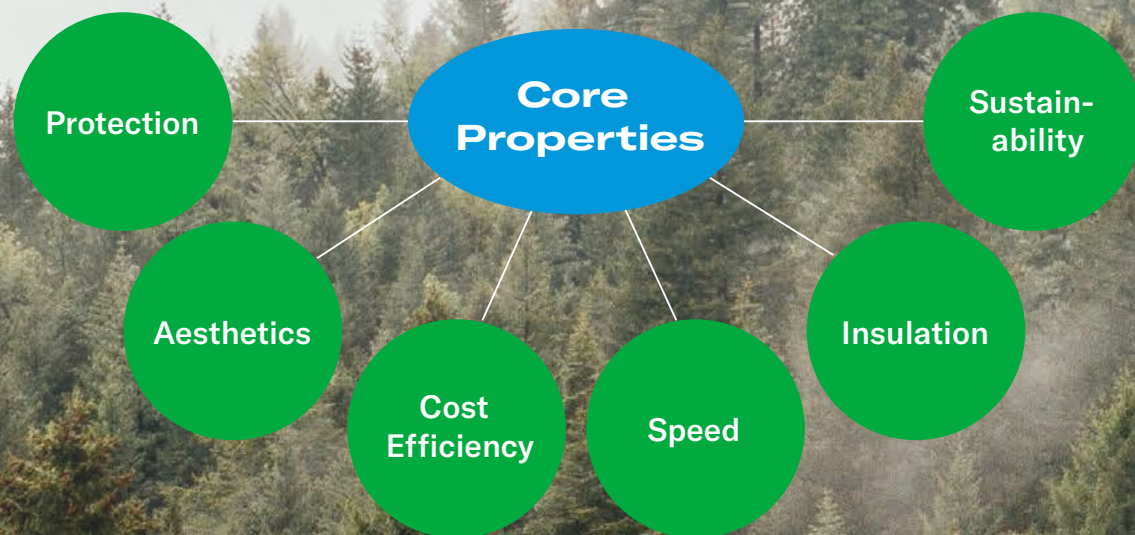 Core
Properties
Protection
Sustain-
ability
Aesthetics
Insulation
Cost
Efficiency
Speed